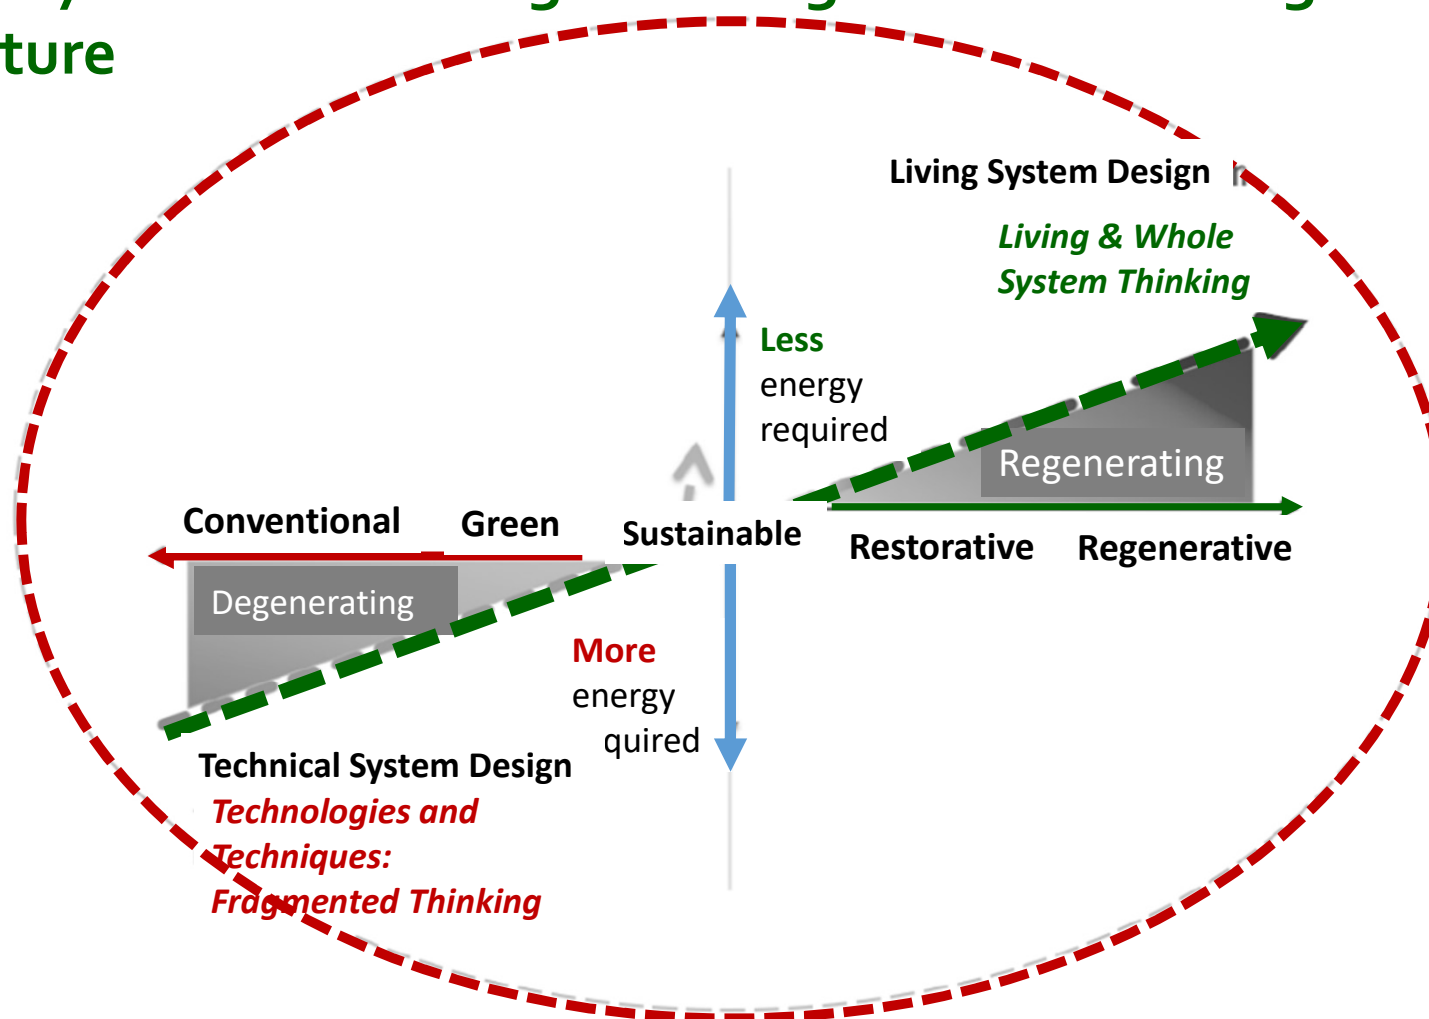 ture
Living System Design
Living & Whole
System Thinking
Less
energy
required
Regenerating
Conventional
Green
Sustainable
Restorative
Regenerative
Degenerating
More
energy
quired
Technical System Design
Technologies and
Techniques:
Fragmented Thinking